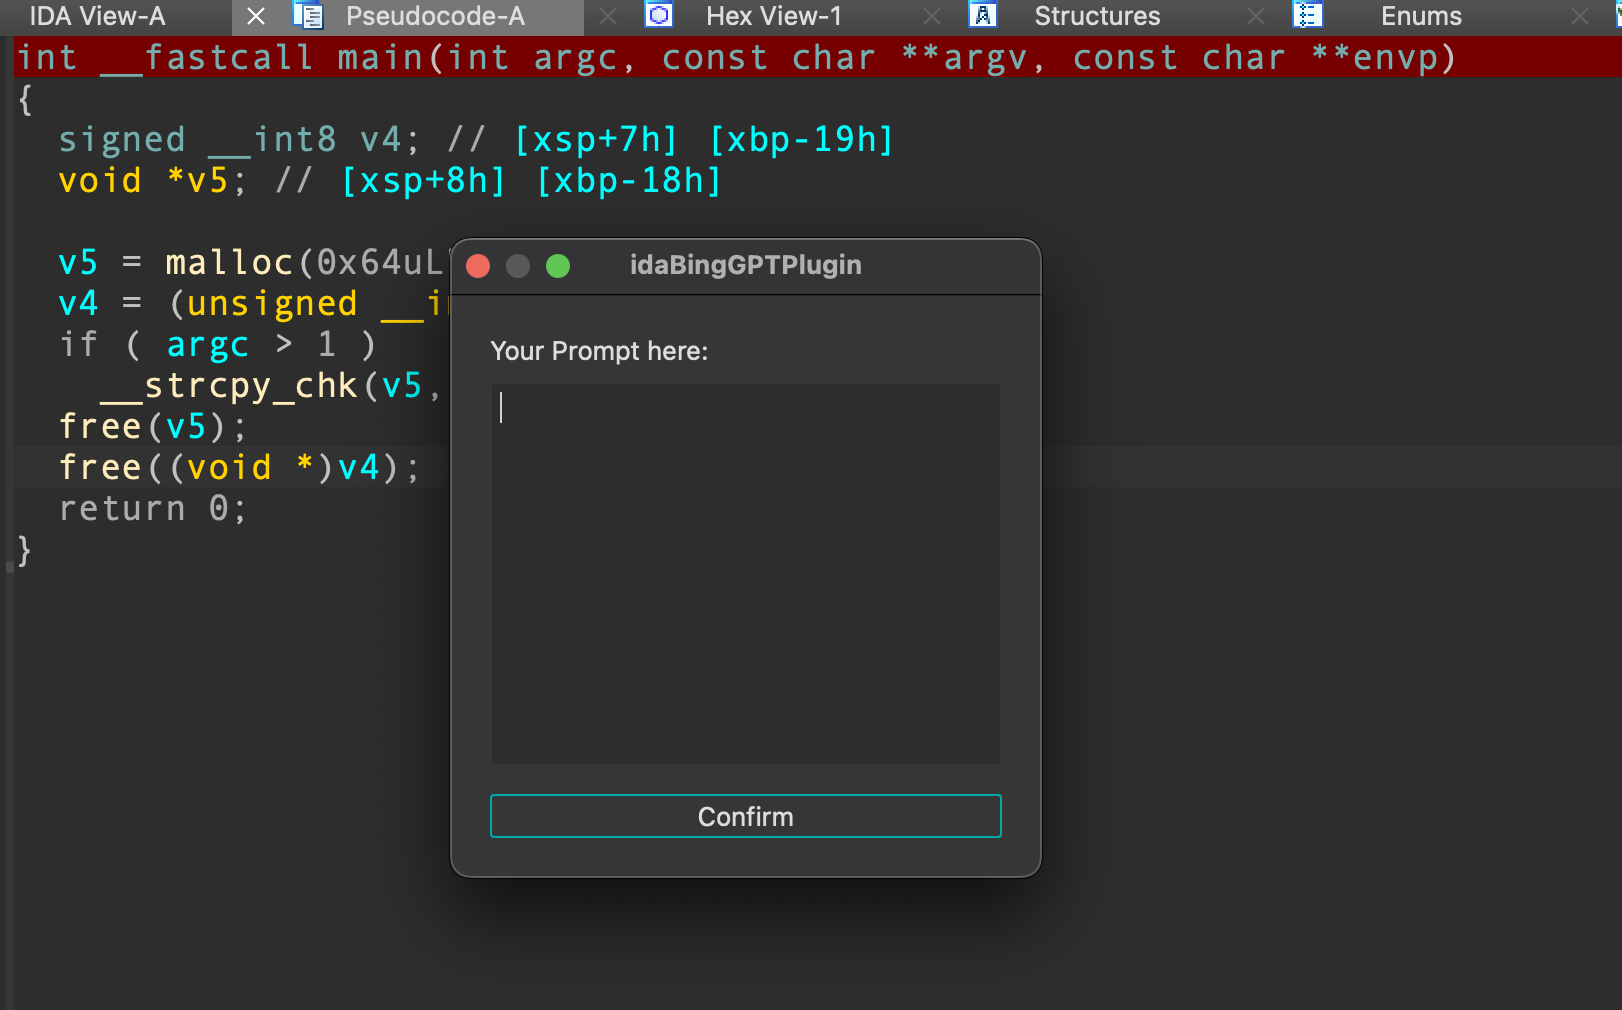 IDA View-A Pseudocode-A Hex View-1 Structures Enums
int __fastcall main(int argc, const char **argv, const char **envp)
{
signed __int8 v4; // [xsp+7h] [xbp-19h]
void *v5; // [xsp+8h] [xbp-18h]
v5 = malloc(0x64uL
v4 = (unsigned __i
if ( argc > 1 )
__strcpy_chk(v5,
free(v5);
free((void *)v4);
return 0;
}
idaBingGPTPlugin
Your Prompt here:
Confirm